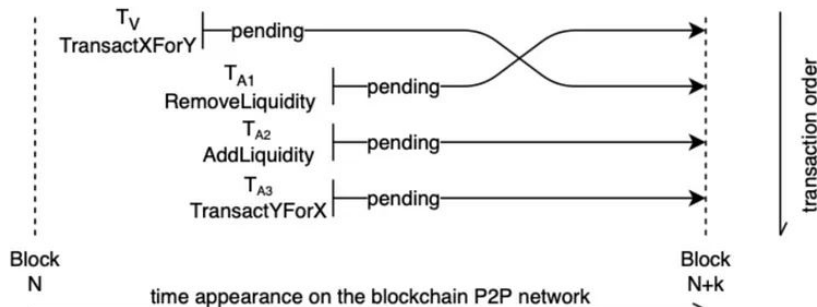 T_V
TransactXForY
pending
T_A1
RemoveLiquidity
pending
T_A2
AddLiquidity
pending
T_A3
TransactYForX
pending
transaction order
Block
N
Block
N+k
time appearance on the blockchain P2P network